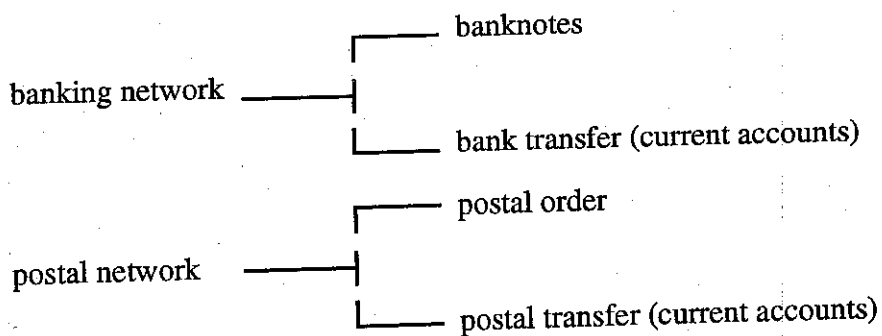 banknotes
banking network
bank transfer (current accounts)
postal order
postal network
postal transfer (current accounts)